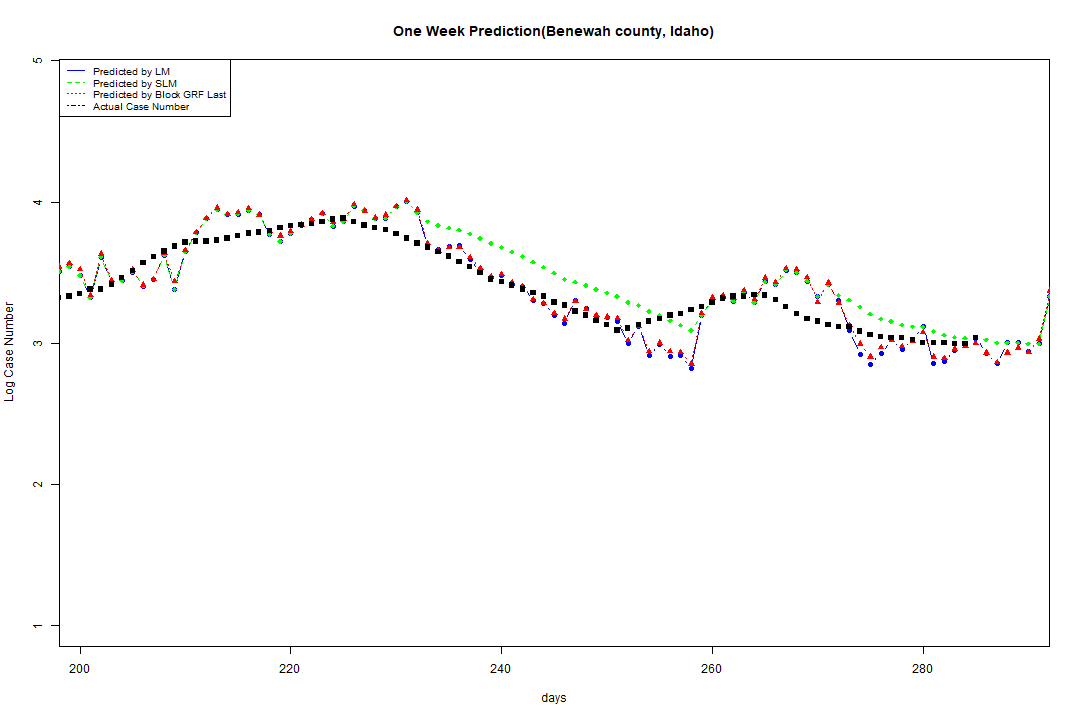 One Week Prediction(Benewah county, Idaho)
Predicted by LM
Predicted by SLM
Predicted by Block GRF Last
Actual Case Number
5
4
3
2
1
Log Case Number
200 220 240 260 280
days